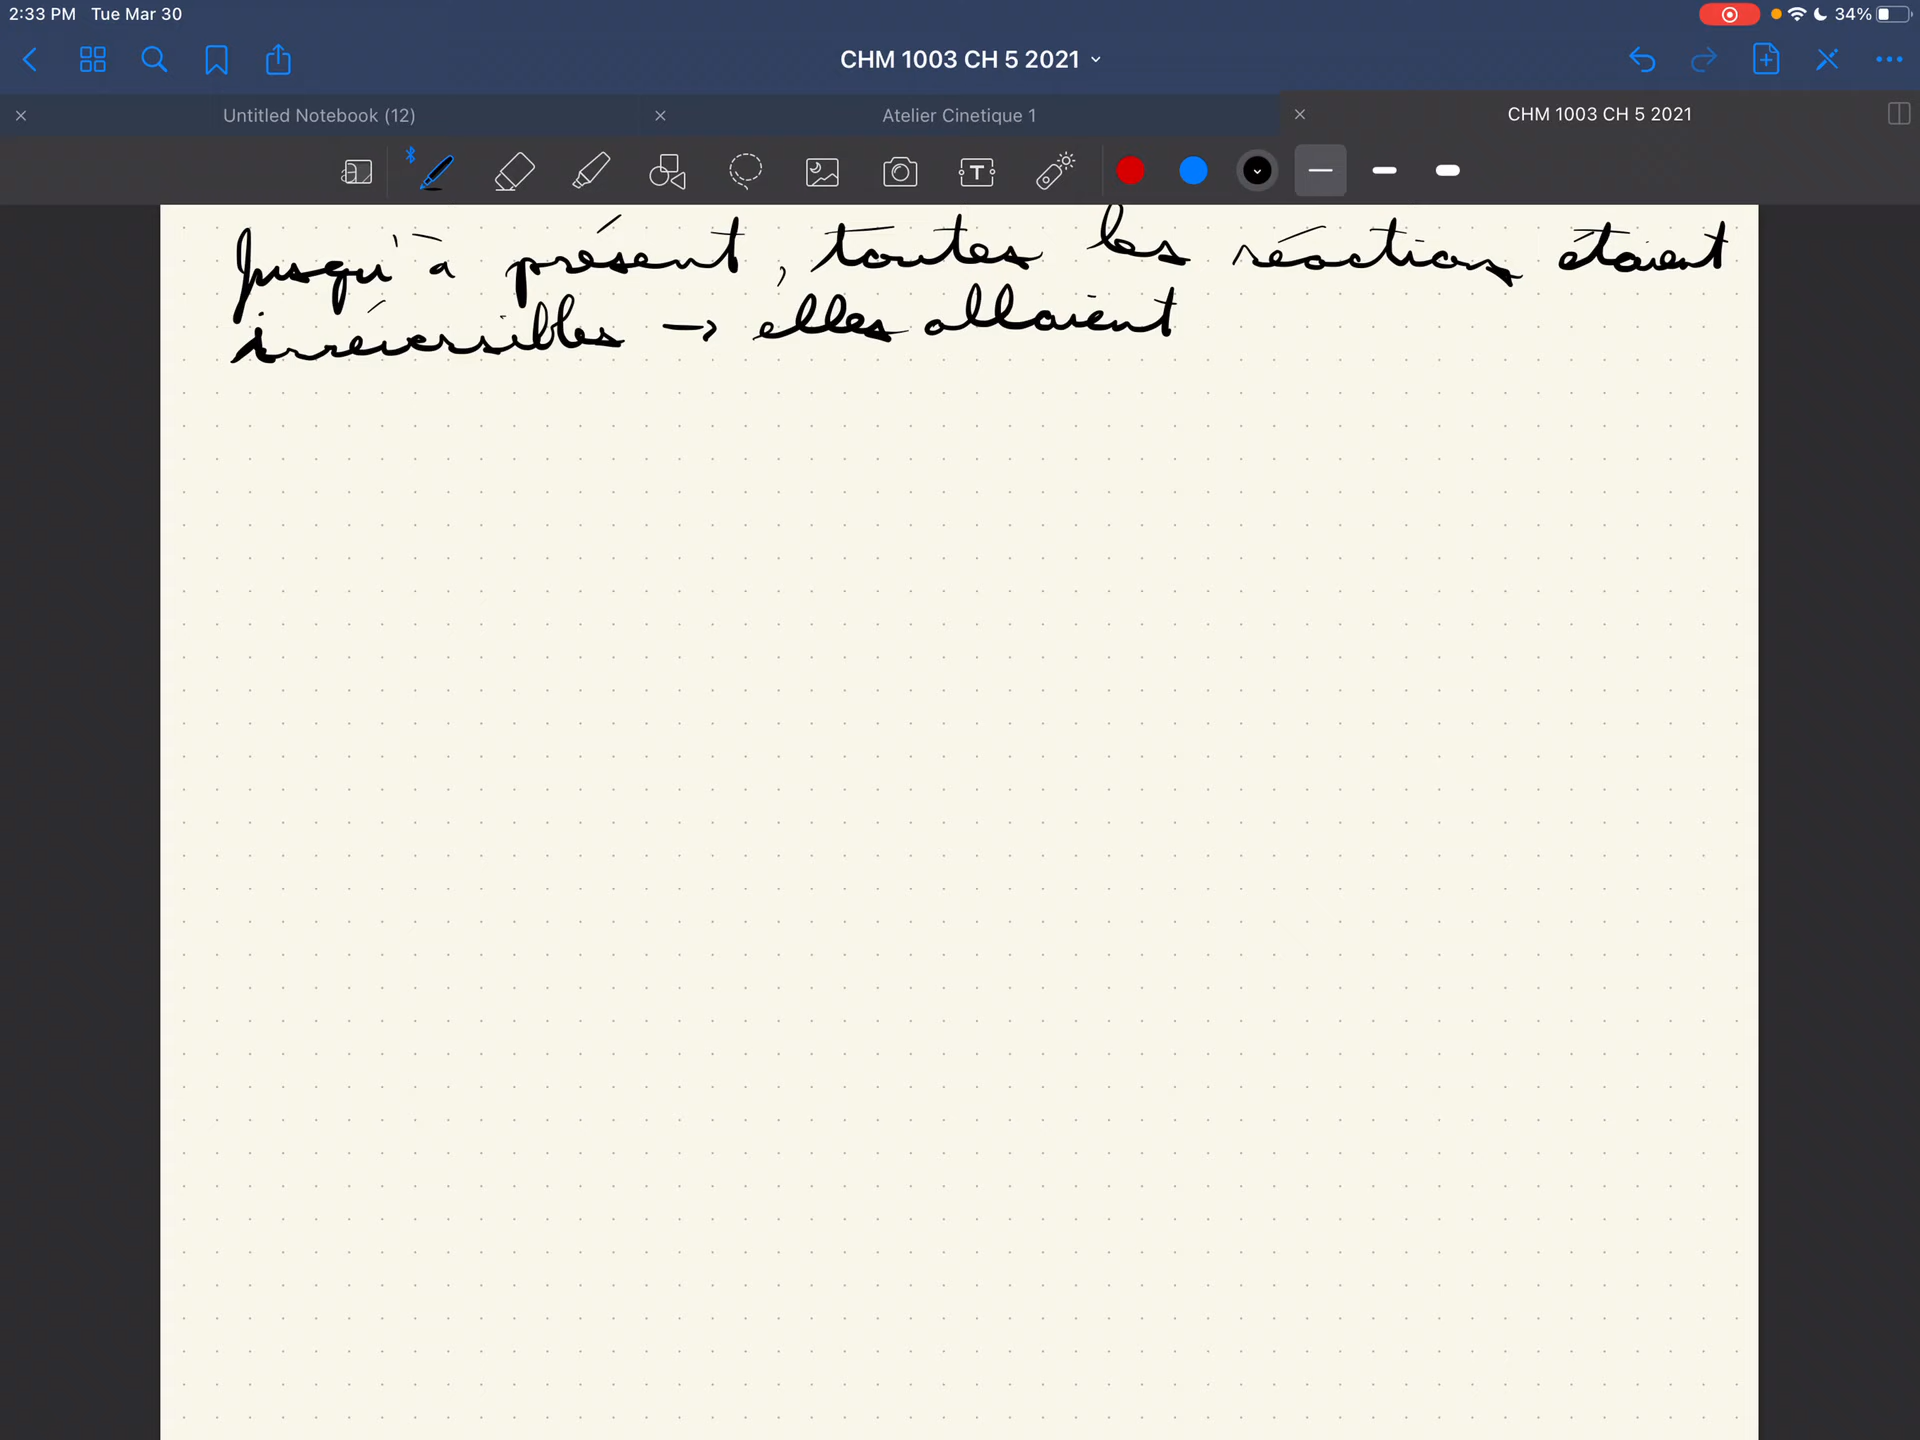 2:33 PM Tue Mar 30 34%
CHM 1003 CH 5 2021
Untitled Notebook (12) Atelier Cinetique 1 CHM 1003 CH 5 2021
Jusqu'à présent, toutes les réactions étaient
irréversibles → elles allaient